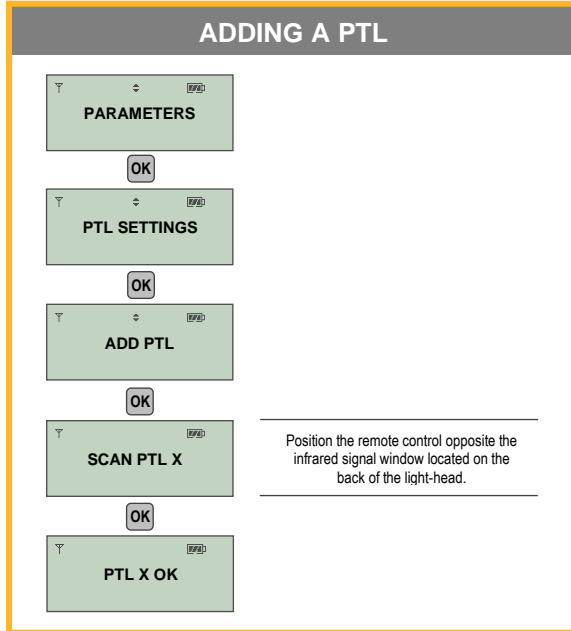 ADDING A PTL
PARAMETERS
OK
PTL SETTINGS
OK
ADD PTL
OK
SCAN PTL X
Position the remote control opposite the
infrared signal window located on the
back of the light-head.
OK
PTL X OK